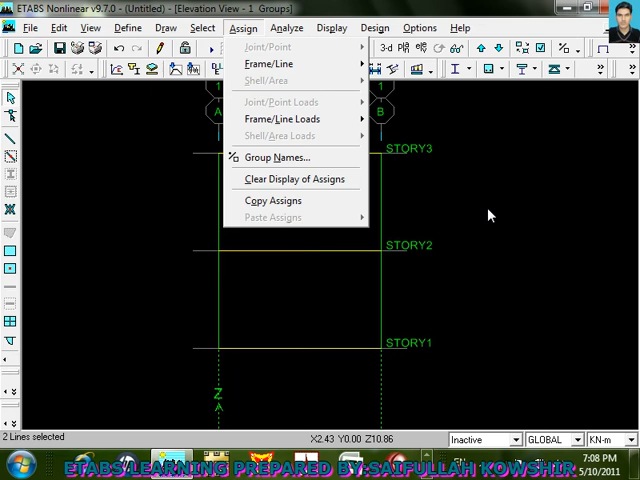 ETABS Nonlinear v9.7.0 - (Untitled) - [Elevation View - 1 Groups]
File Edit View Define Draw Select Assign Analyze Display Design Options Help
3-d
Joint/Point
Frame/Line
Shell/Area
Joint/Point Loads
Frame/Line Loads
Shell/Area Loads
Group Names...
Clear Display of Assigns
Copy Assigns
Paste Assigns
1 1
A B
STORY3
STORY2
STORY1
Z
2 Lines selected X2.43 Y0.00 Z10.86 Inactive GLOBAL KN-m
EN 7:08 PM
5/10/2011
ETABS LEARNING PREPARED BY:SAIFULLAH KOWSHIR